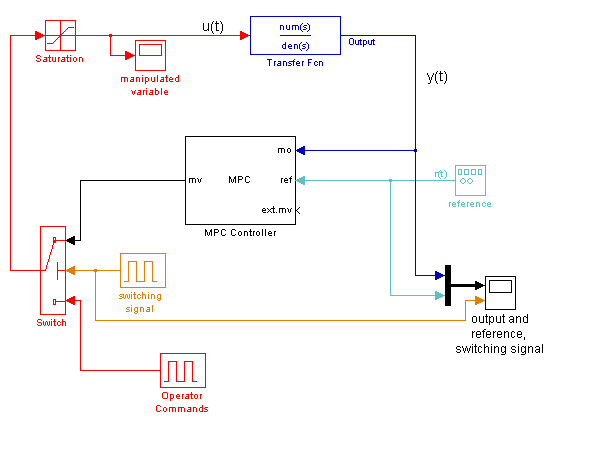 u(t)
num(s)
den(s)
Output
Saturation
Transfer Fcn
manipulated
variable
y(t)
mo
mv
MPC
ref
r(t)
ext.mv
reference
MPC Controller
switching
signal
Switch
output and
reference,
switching signal
Operator
Commands